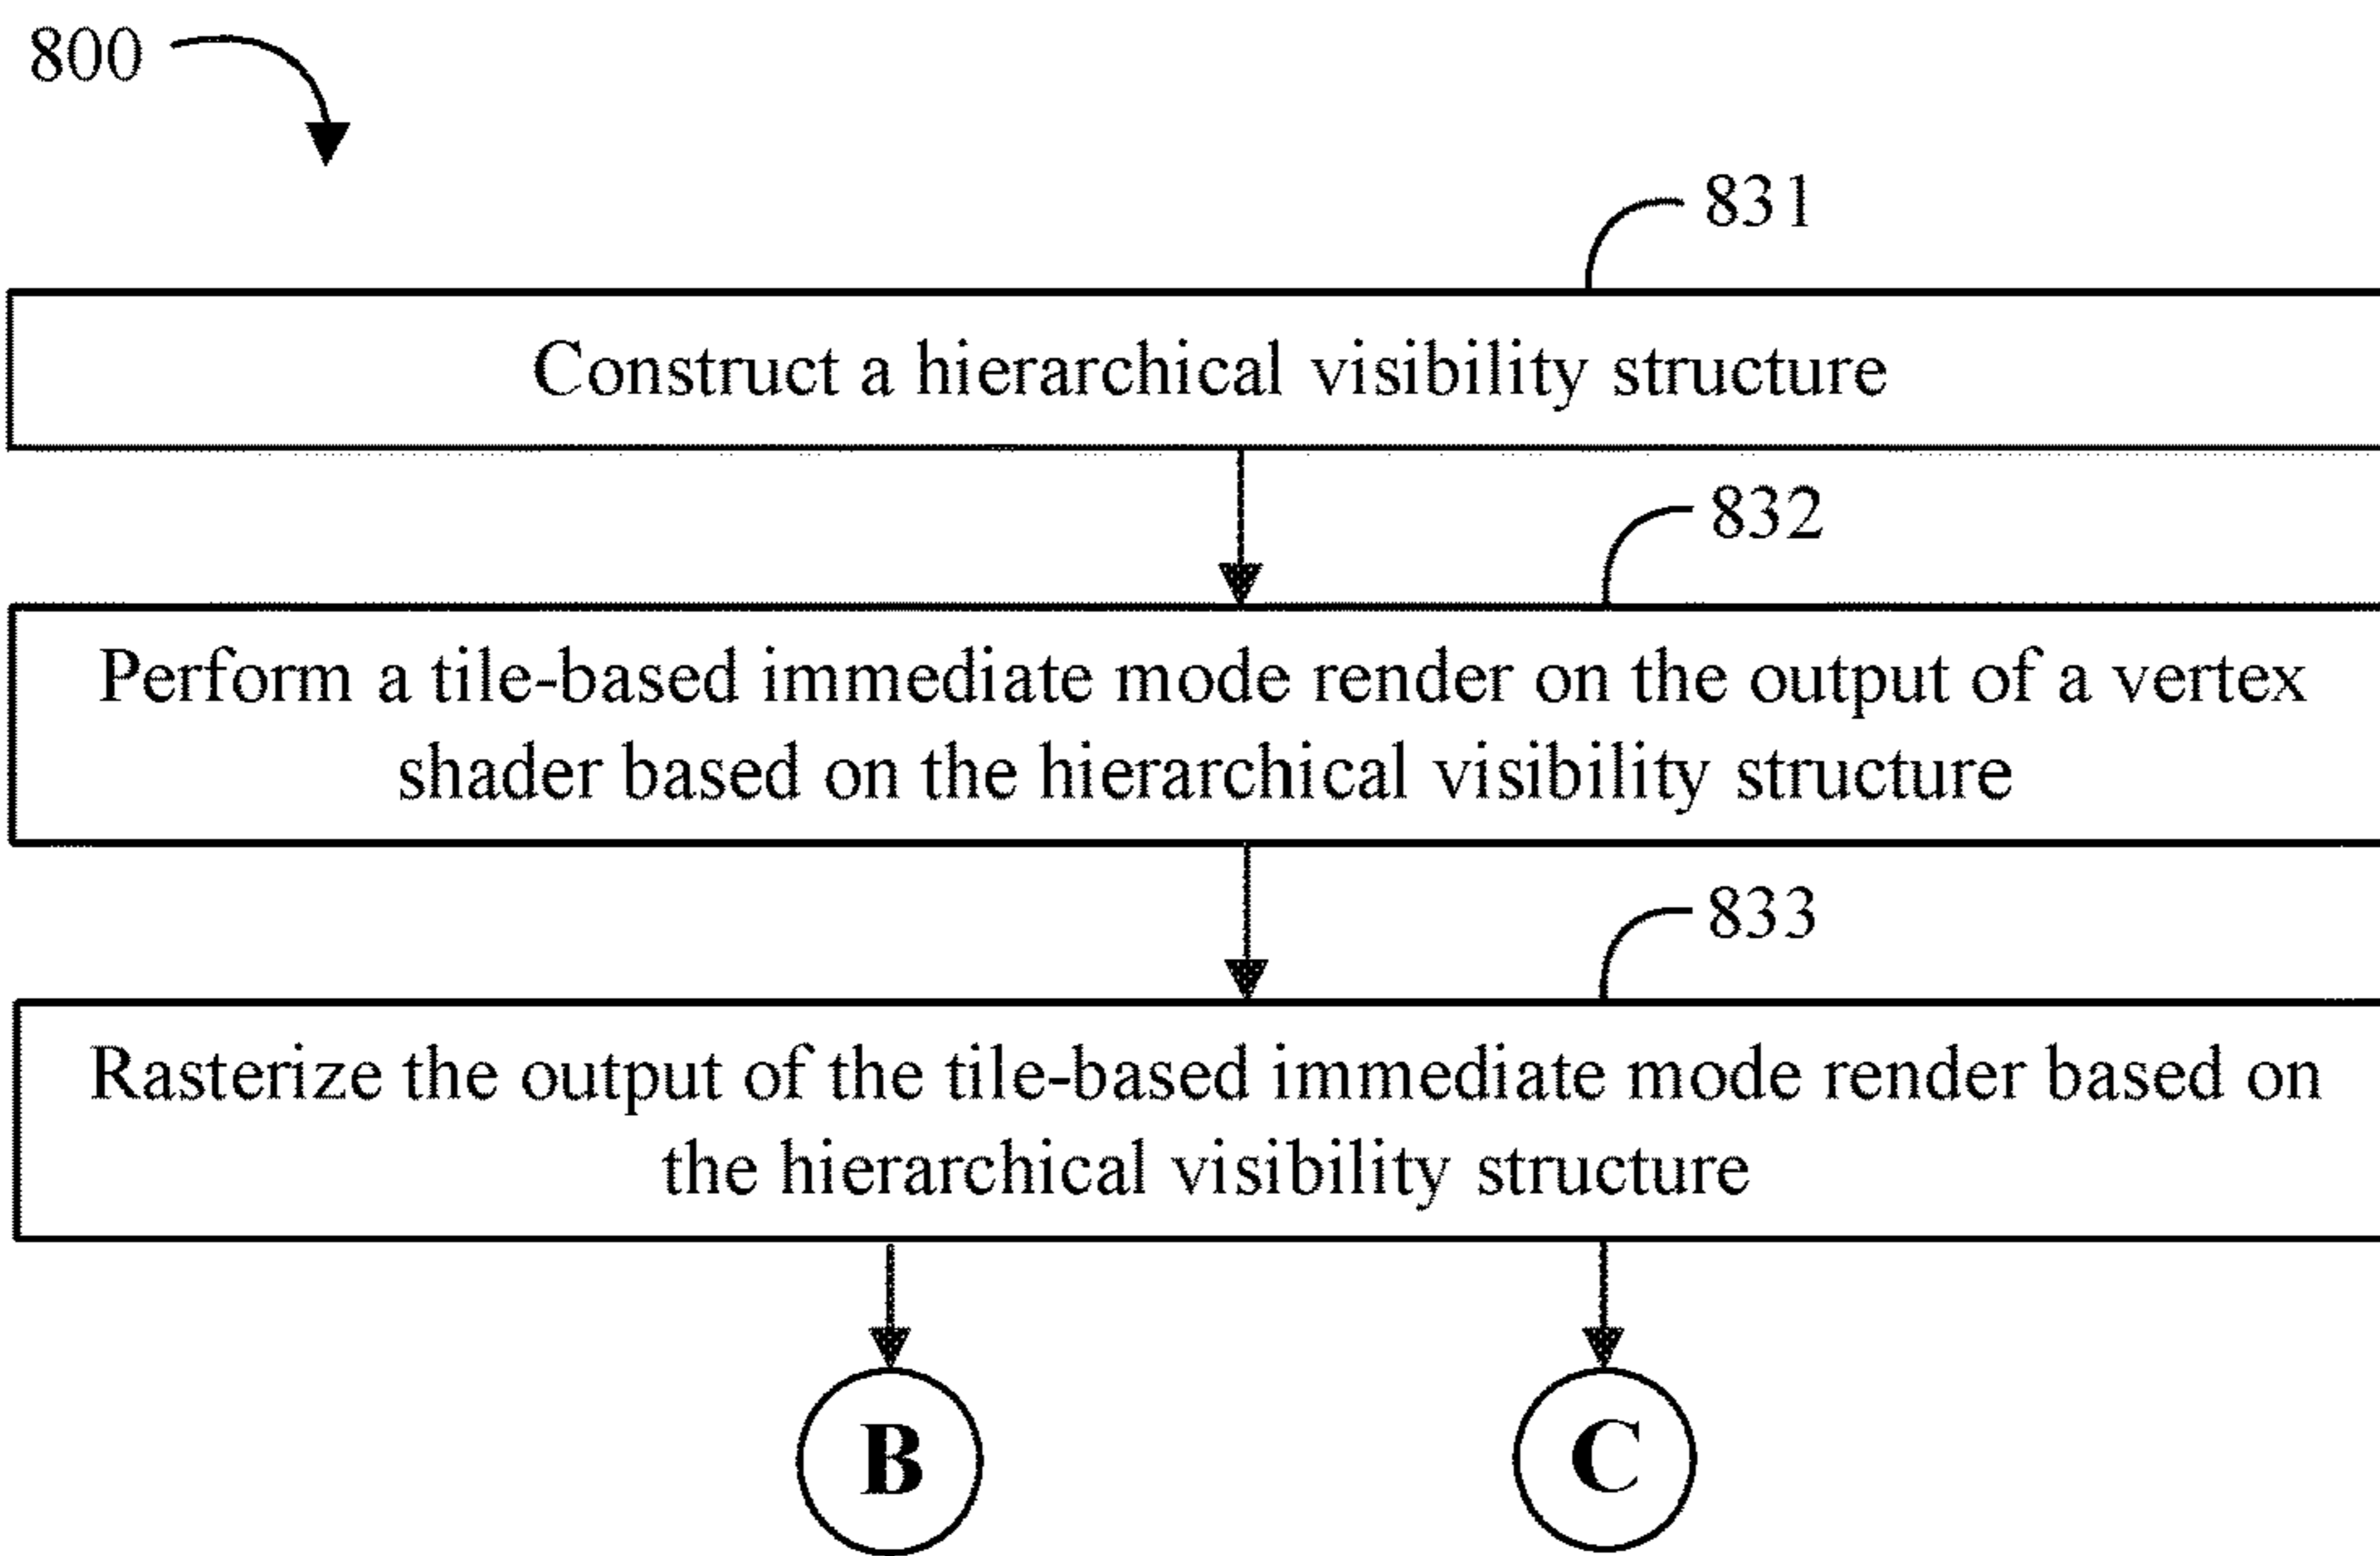 800
831
Construct a hierarchical visibility structure
832
Perform a tile-based immediate mode render on the output of a vertex
shader based on the hierarchical visibility structure
833
Rasterize the output of the tile-based immediate mode render based on
the hierarchical visibility structure
B
C